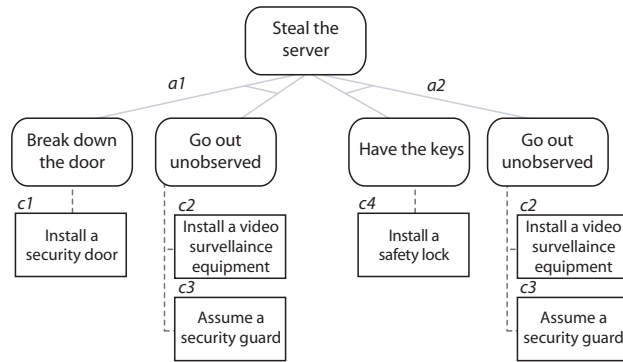 Steal the
server
a1
a2
Break down
the door
Go out
unobserved
Have the keys
Go out
unobserved
c1
c2
c4
c2
Install a
security door
Install a video
survellaince
equipment
Install a
safety lock
Install a video
survellaince
equipment
c3
c3
Assume a
security guard
Assume a
security guard